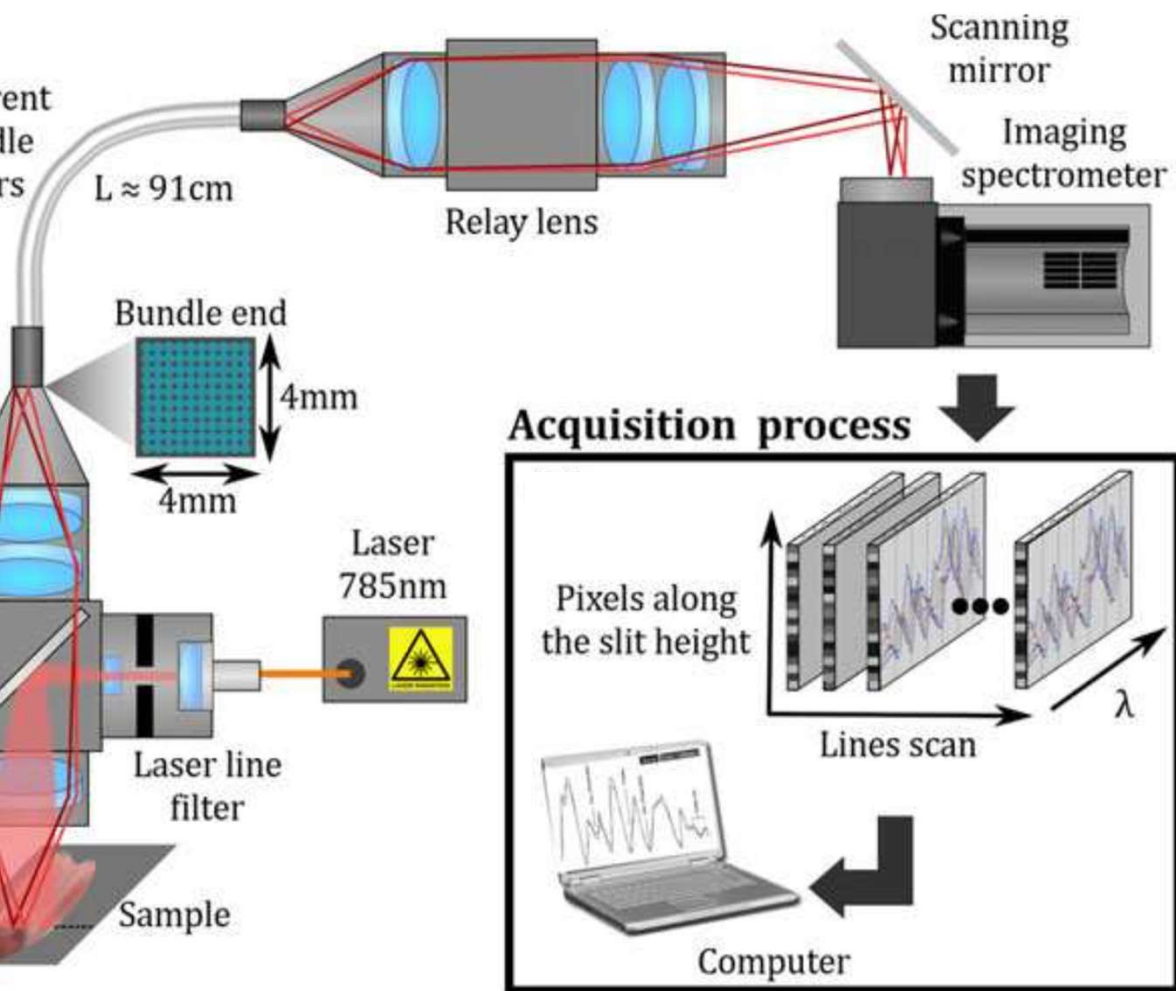 Scanning
mirror
Imaging
spectrometer
L ≈ 91cm
Relay lens
Bundle end
4mm
4mm
Laser
785nm
Laser line
filter
Sample
Acquisition process
Pixels along
the slit height
Lines scan
λ
Computer